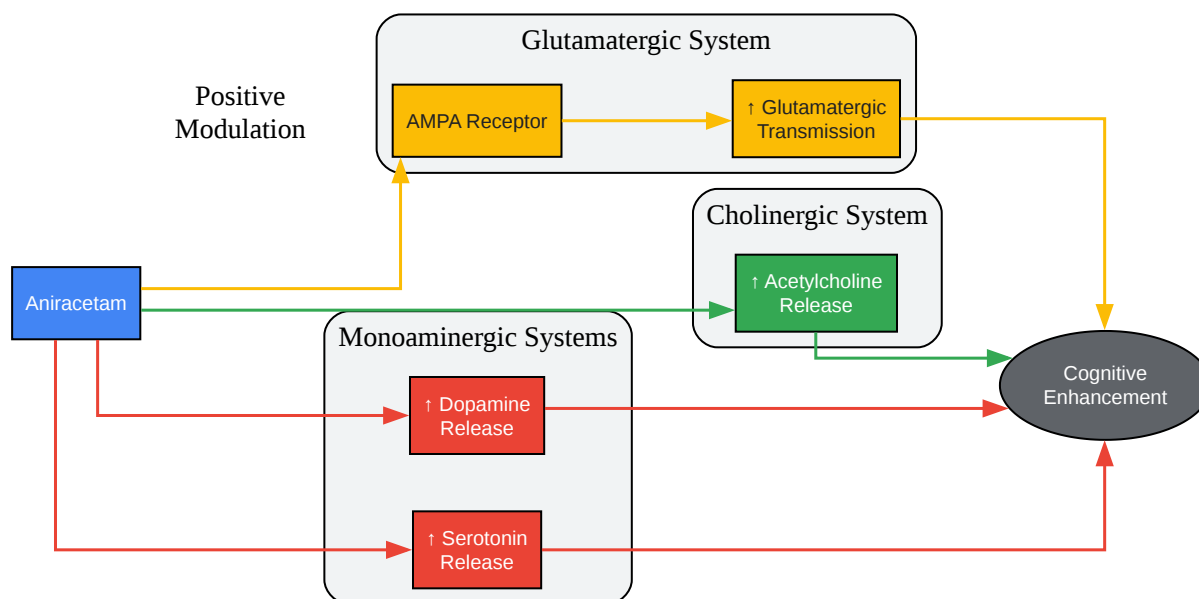 Glutamatergic System
Positive
Modulation
AMPA Receptor
↑ Glutamatergic
Transmission
Cholinergic System
Aniracetam
↑ Acetylcholine
Release
Monoaminergic Systems
↑ Dopamine
Release
Cognitive
Enhancement
↑ Serotonin
Release